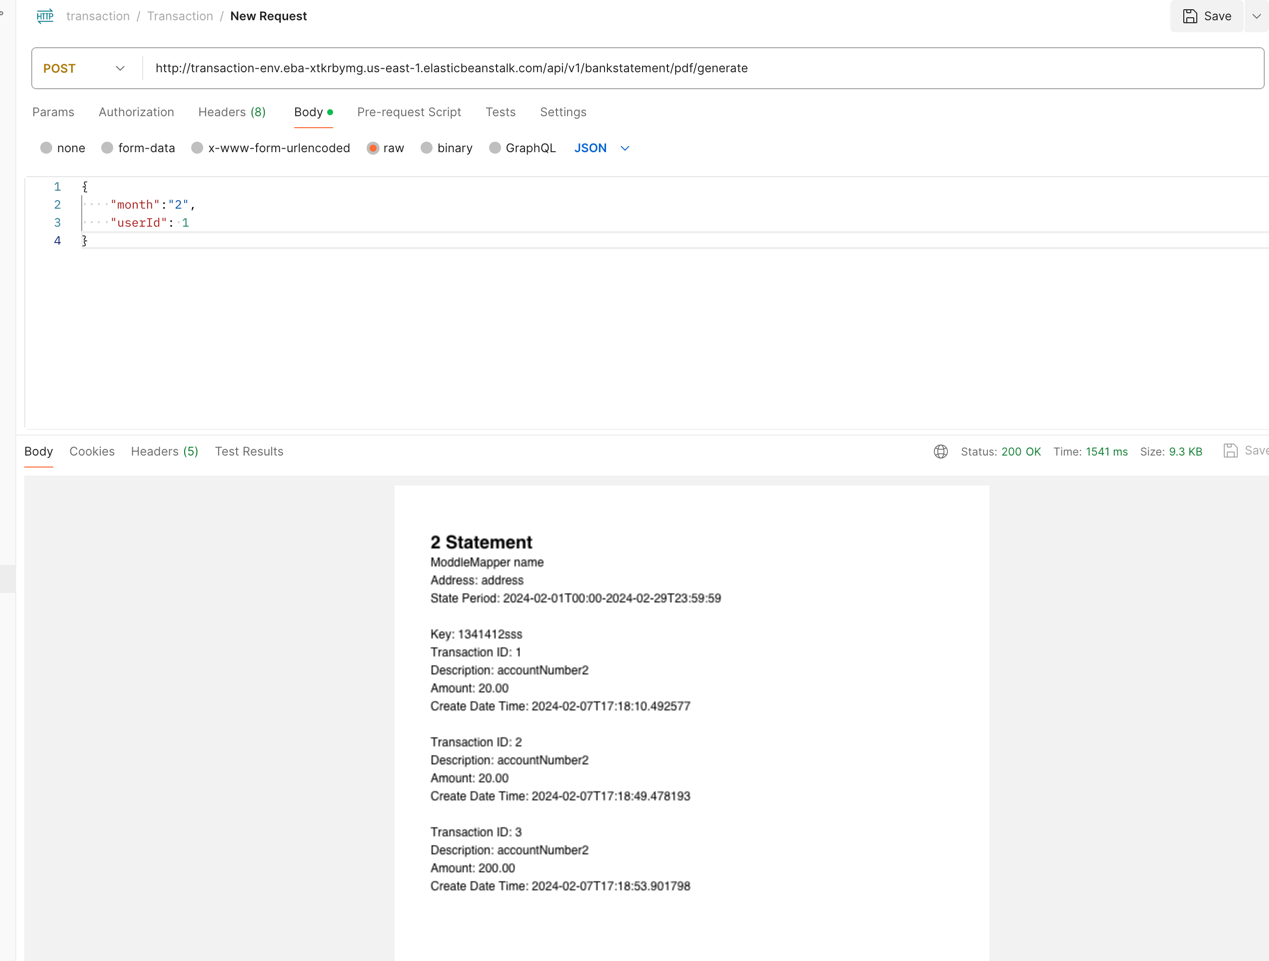 HTTP transaction / Transaction / New Request
Save
POST http://transaction-env.eba-xtkrbymg.us-east-1.elasticbeanstalk.com/api/v1/bankstatement/pdf/generate
Params Authorization Headers (8) Body Pre-request Script Tests Settings
none form-data x-www-form-urlencoded raw binary GraphQL JSON
1 {
2 ····"month":"2",
3 ····"userId":·1
4 }
Body Cookies Headers (5) Test Results Status: 200 OK Time: 1541 ms Size: 9.3 KB Save
2 Statement
ModdleMapper name
Address: address
State Period: 2024-02-01T00:00-2024-02-29T23:59:59
Key: 1341412sss
Transaction ID: 1
Description: accountNumber2
Amount: 20.00
Create Date Time: 2024-02-07T17:18:10.492577
Transaction ID: 2
Description: accountNumber2
Amount: 20.00
Create Date Time: 2024-02-07T17:18:49.478193
Transaction ID: 3
Description: accountNumber2
Amount: 200.00
Create Date Time: 2024-02-07T17:18:53.901798